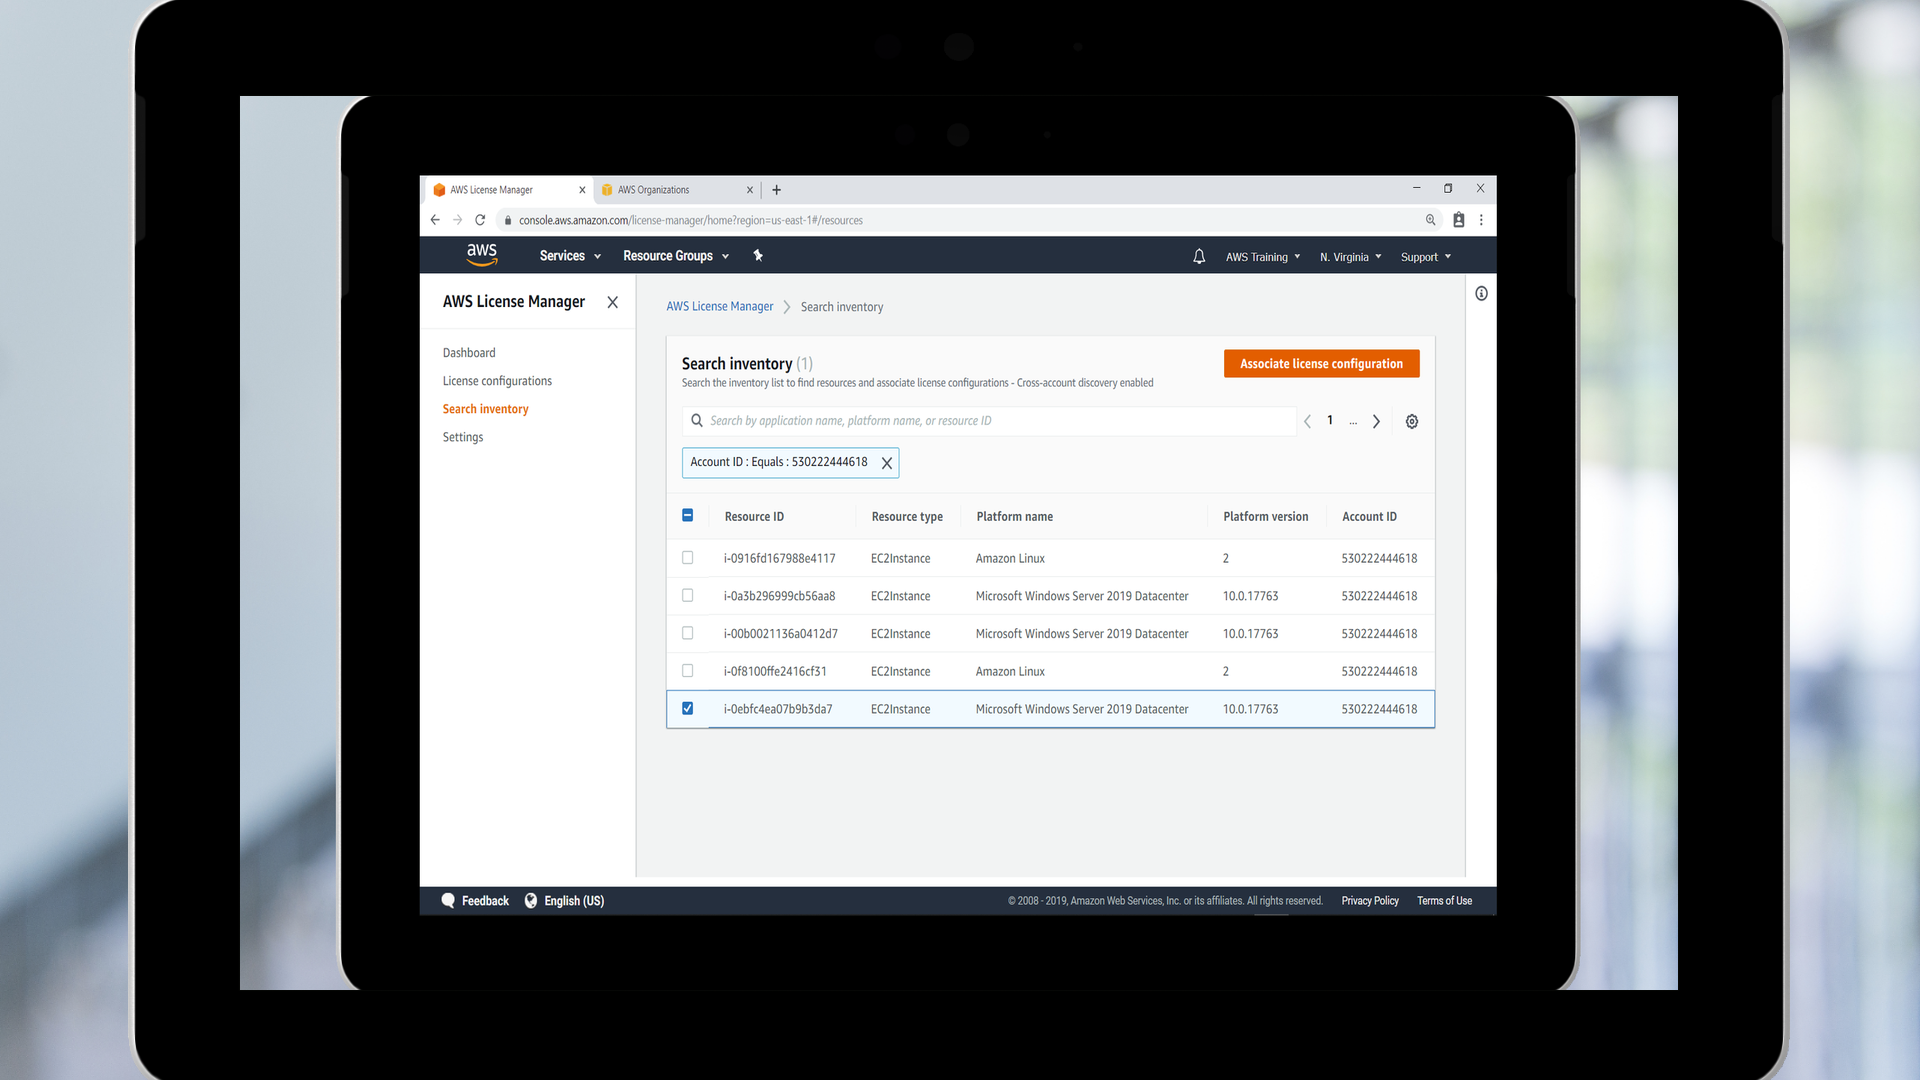 AWS License Manager
AWS Organizations
console.aws.amazon.com/license-manager/home?region=us-east-1#/resources
aws Services Resource Groups AWS Training N. Virginia Support
AWS License Manager
Dashboard
License configurations
Search inventory
Settings
AWS License Manager Search inventory
Search inventory (1)
Search the inventory list to find resources and associate license configurations - Cross-account discovery enabled
Associate license configuration
Search by application name, platform name, or resource ID
1 ...
Account ID : Equals : 530222444618
Resource ID Resource type Platform name Platform version Account ID
i-0916fd167988e4117 EC2Instance Amazon Linux 2 530222444618
i-0a3b296999cb56aa8 EC2Instance Microsoft Windows Server 2019 Datacenter 10.0.17763 530222444618
i-00b0021136a0412d7 EC2Instance Microsoft Windows Server 2019 Datacenter 10.0.17763 530222444618
i-0f8100ffe2416cf31 EC2Instance Amazon Linux 2 530222444618
i-0ebfc4ea07b9b3da7 EC2Instance Microsoft Windows Server 2019 Datacenter 10.0.17763 530222444618
Feedback English (US) © 2008 - 2019, Amazon Web Services, Inc. or its affiliates. All rights reserved. Privacy Policy Terms of Use